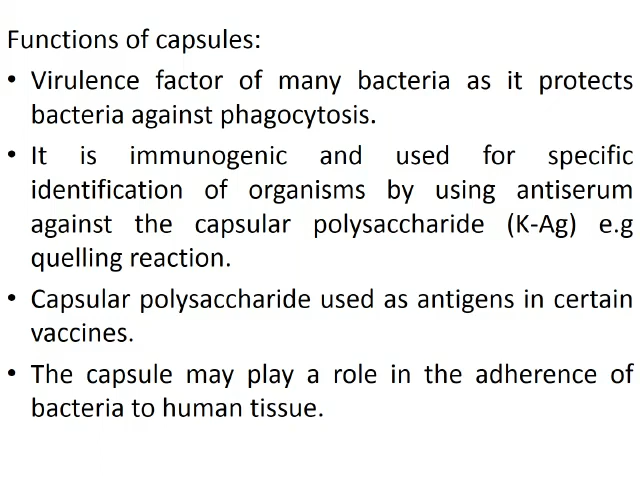 Functions of capsules:
• Virulence factor of many bacteria as it protects
bacteria against phagocytosis.
• It is immunogenic and used for specific
identification of organisms by using antiserum
against the capsular polysaccharide (K-Ag) e.g
quelling reaction.
• Capsular polysaccharide used as antigens in certain
vaccines.
• The capsule may play a role in the adherence of
bacteria to human tissue.